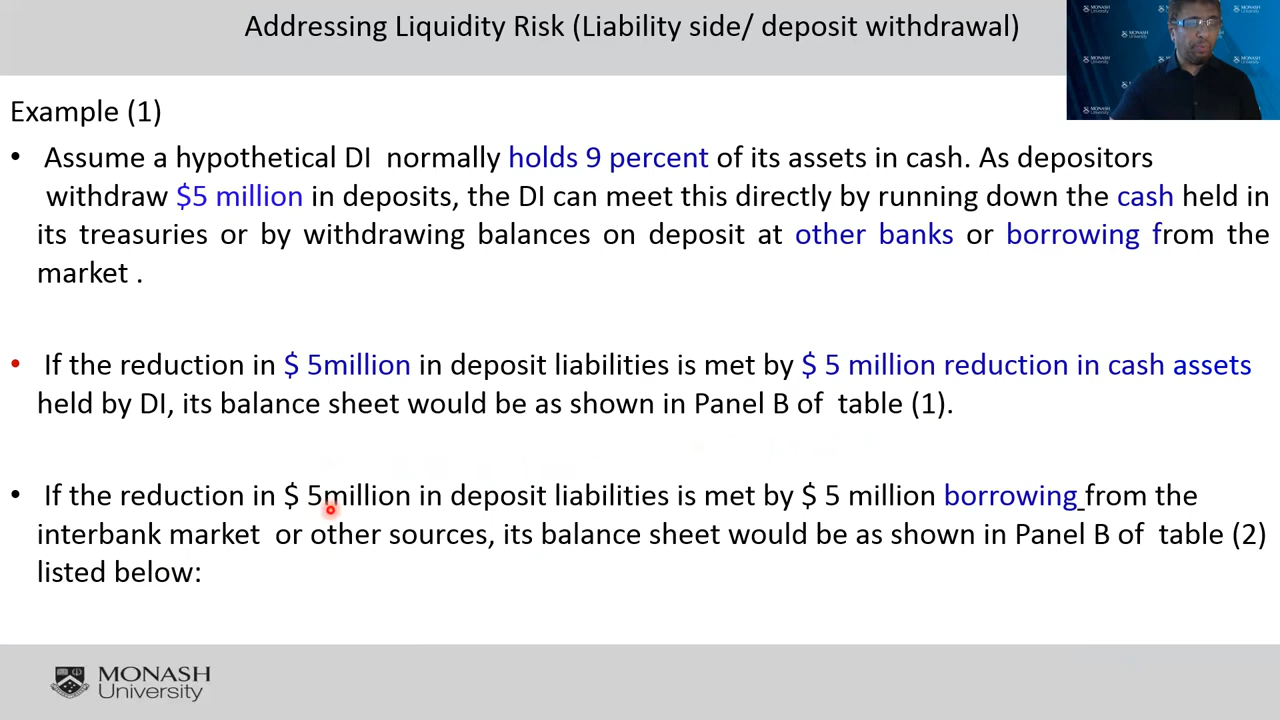 Addressing Liquidity Risk (Liability side/ deposit withdrawal)
Example (1)
• Assume a hypothetical DI normally holds 9 percent of its assets in cash. As depositors
withdraw $5 million in deposits, the DI can meet this directly by running down the cash held in
its treasuries or by withdrawing balances on deposit at other banks or borrowing from the
market .
• If the reduction in $ 5million in deposit liabilities is met by $ 5 million reduction in cash assets
held by DI, its balance sheet would be as shown in Panel B of table (1).
• If the reduction in $ 5million in deposit liabilities is met by $ 5 million borrowing from the
interbank market or other sources, its balance sheet would be as shown in Panel B of table (2)
listed below:
MONASH
University
MONASH
University